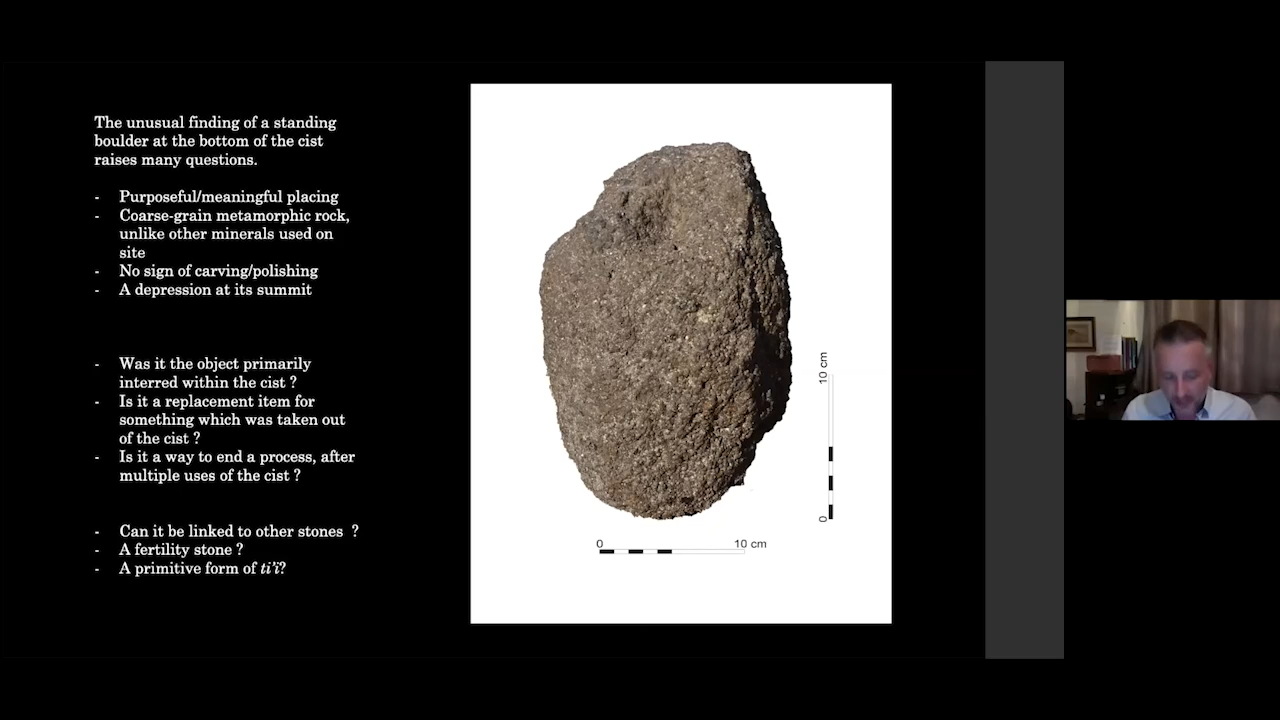 The unusual finding of a standing
boulder at the bottom of the cist
raises many questions.
- Purposeful/meaningful placing
- Coarse-grain metamorphic rock,
unlike other minerals used on
site
- No sign of carving/polishing
- A depression at its summit
- Was it the object primarily
interred within the cist ?
- Is it a replacement item for
something which was taken out
of the cist ?
- Is it a way to end a process, after
multiple uses of the cist ?
- Can it be linked to other stones ?
- A fertility stone ?
- A primitive form of ti'i?
10 cm
0
0 10 cm